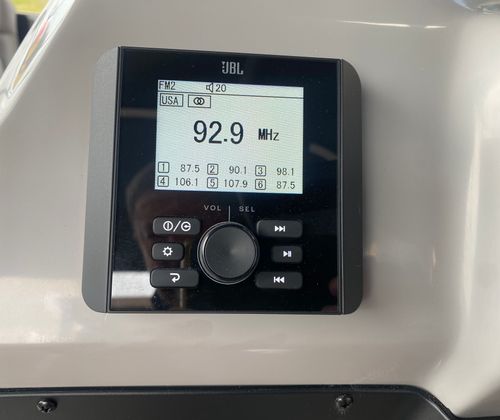 JBL
FM2 20
USA
92.9 MHz
1 87.5 2 90.1 3 98.1
4 106.1 5 107.9 6 87.5
VOL SEL